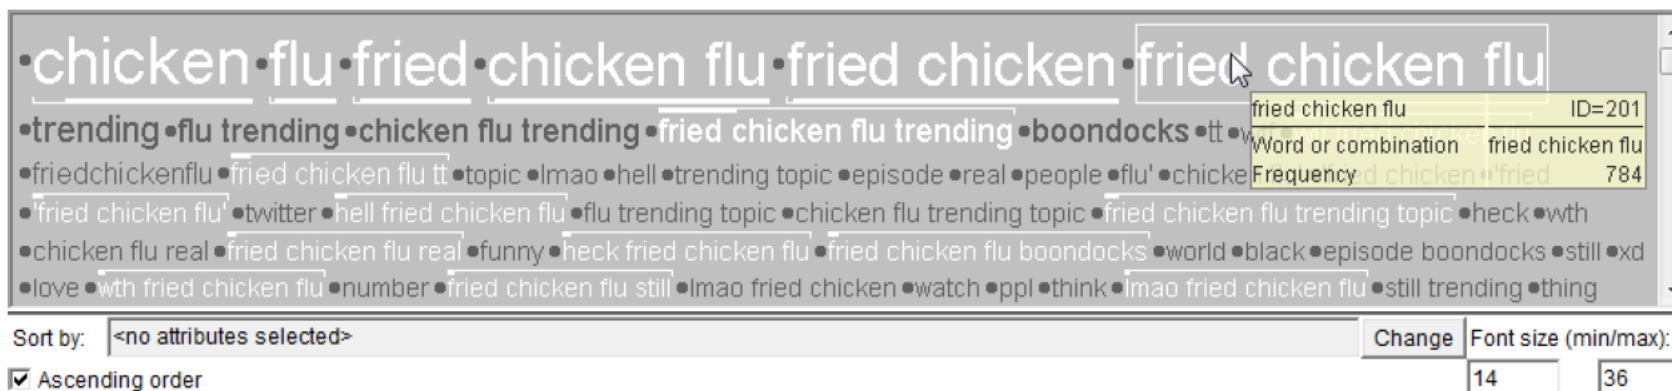 •chicken •flu •fried •chicken flu •fried chicken •fried chicken flu
•trending •flu trending •chicken flu trending •fried chicken flu trending •boondocks •tt
•friedchickenflu •fried chicken flu tt •topic •lmao •hell •trending topic •episode •real •people •flu'
•'fried chicken flu' •twitter •hell fried chicken flu •flu trending topic •chicken flu trending topic •fried chicken flu trending topic •heck •wth
•chicken flu real •fried chicken flu real •funny •heck fried chicken flu •fried chicken flu boondocks •world •black •episode boondocks •still •xd
•love •wth fried chicken flu •number •fried chicken flu still •lmao fried chicken •watch •ppl •think •lmao fried chicken flu •still trending •thing
fried chicken flu ID=201
Word or combination fried chicken flu
Frequency 784
Sort by: <no attributes selected> Change Font size (min/max):
Ascending order 14 36